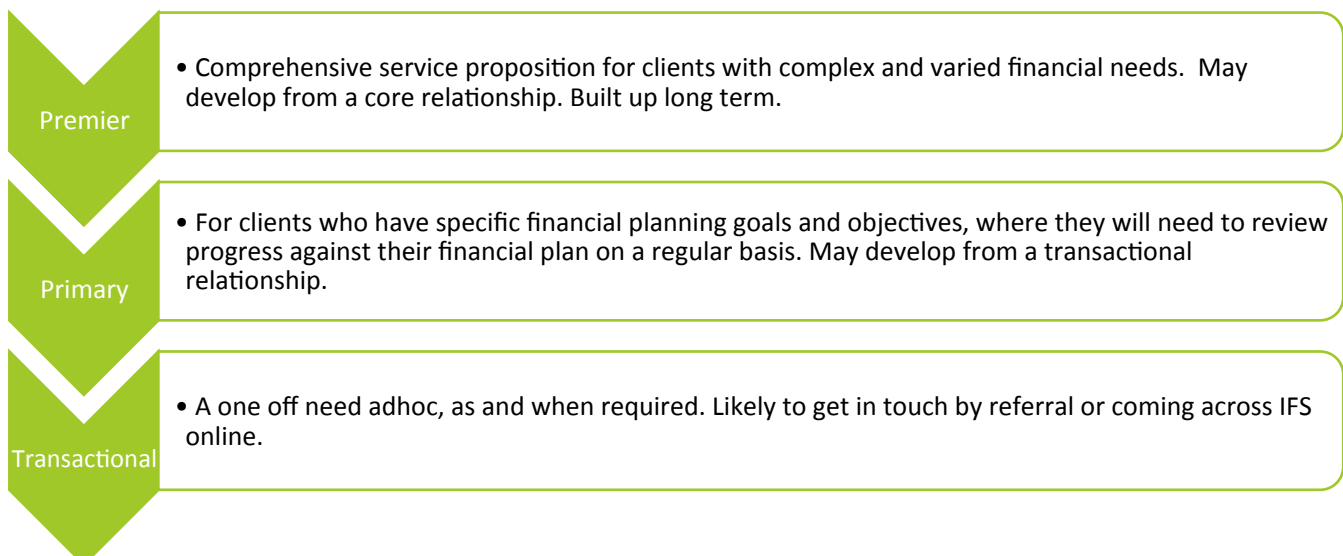 Premier
• Comprehensive service proposition for clients with complex and varied financial needs.  May
develop from a core relationship. Built up long term.
Primary
• For clients who have specific financial planning goals and objectives, where they will need to review
progress against their financial plan on a regular basis. May develop from a transactional
relationship.
Transactional
• A one off need adhoc, as and when required. Likely to get in touch by referral or coming across IFS
online.